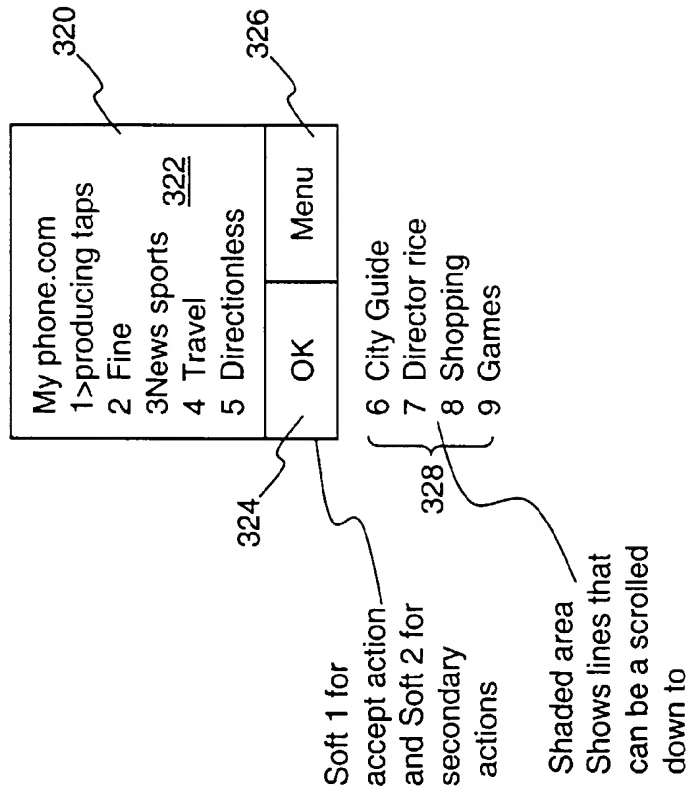 320
My phone.com
1>producing taps
2 Fine
3News sports
322
4 Travel
5 Directionless
326
OK
Menu
324
6 City Guide
7 Director rice
8 Shopping
9 Games
328
Soft 1 for
accept action
and Soft 2 for
secondary
actions
Shaded area
Shows lines that
can be a scrolled
down to